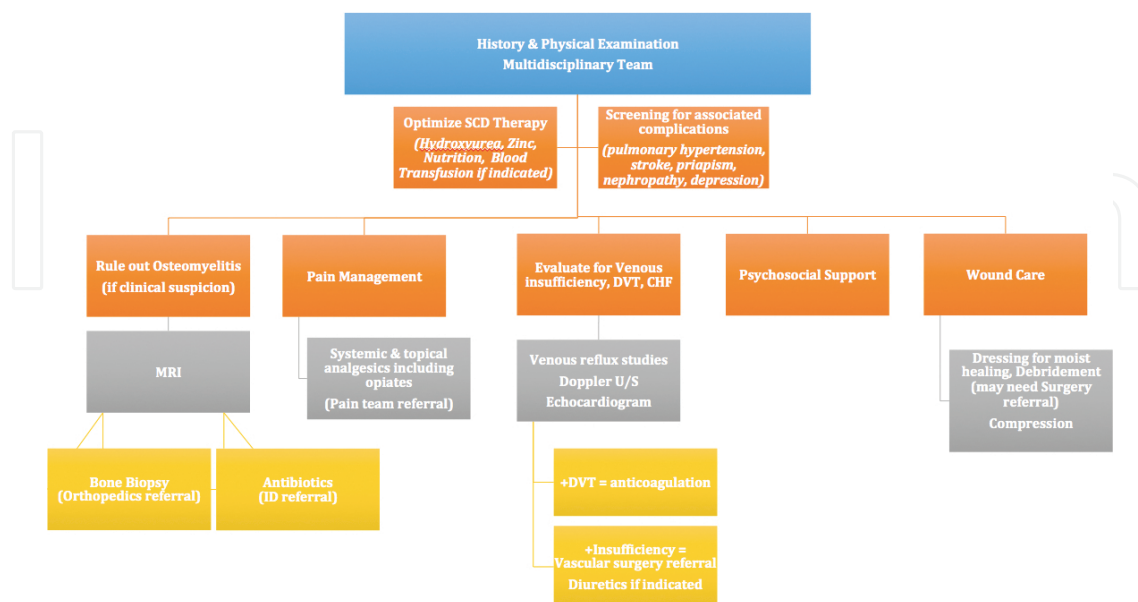 History & Physical Examination
Multidisciplinary Team
Optimize SCD Therapy
(Hydroxyurea, Zinc,
Nutrition, Blood
Transfusion if indicated)
Screening for associated
complications
(pulmonary hypertension,
stroke, priapism,
nephropathy, depression)
Rule out Osteomyelitis
(if clinical suspicion)
Pain Management
Evaluate for Venous
insufficiency, DVT, CHF
Psychosocial Support
Wound Care
MRI
Systemic & topical
analgesics including
opiates
(Pain team referral)
Venous reflux studies
Doppler U/S
Echocardiogram
Dressing for moist
healing, Debridement
(may need Surgery
referral)
Compression
Bone Biopsy
(Orthopedics referral)
Antibiotics
(ID referral)
+DVT = anticoagulation
+Insufficiency =
Vascular surgery referral
Diuretics if indicated